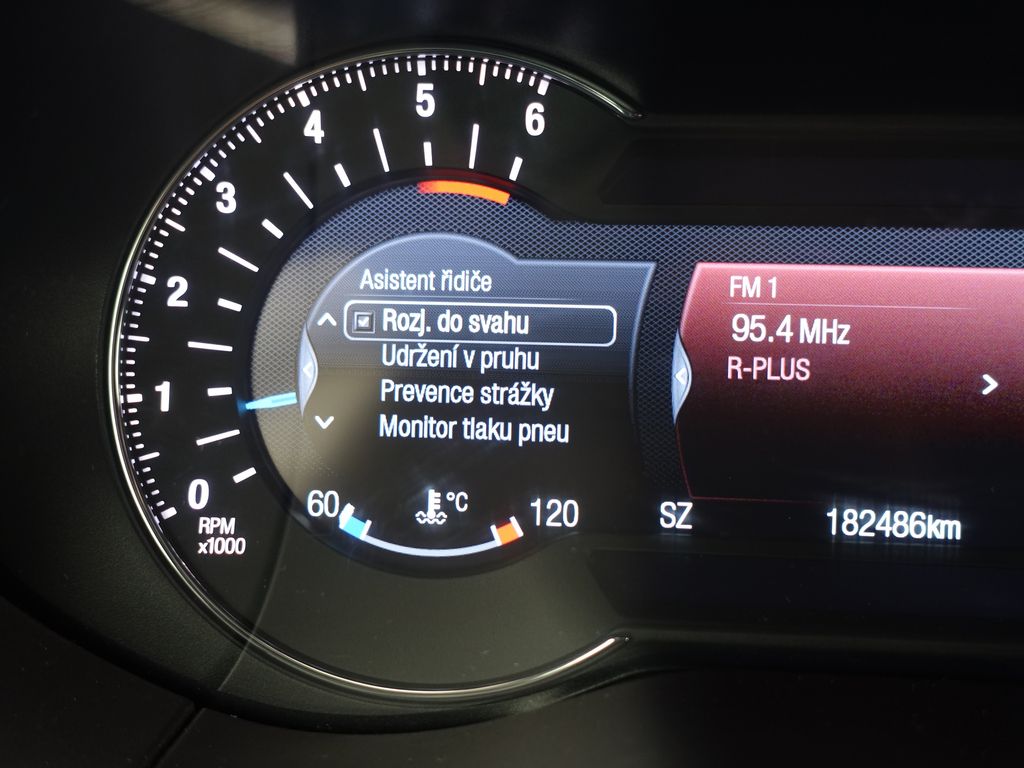 6
5
4
3
2
1
0
RPM
x1000
Asistent řidiče
Rozj. do svahu
Udržení v pruhu
Prevence strážky
Monitor tlaku pneu
60
°C
120
FM 1
95.4 MHz
R-PLUS
SZ
182486km